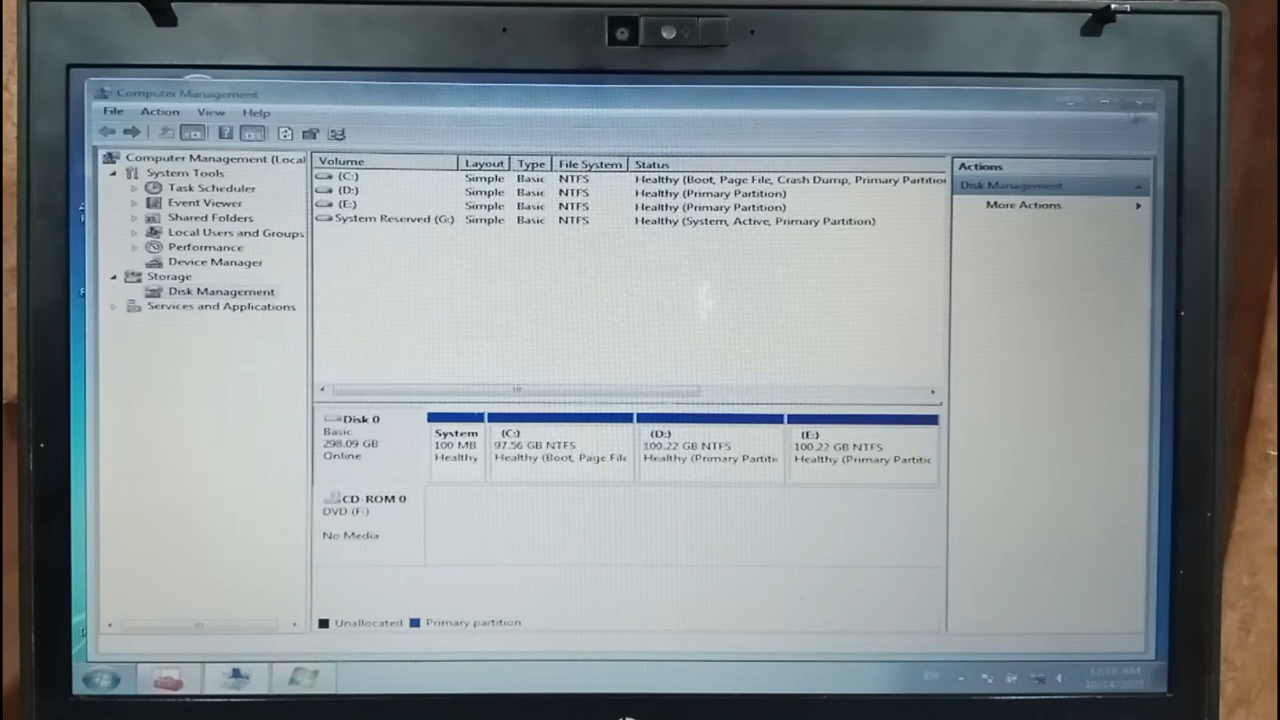 Computer Management
File Action View Help
Computer Management (Local
System Tools
Task Scheduler
Event Viewer
Shared Folders
Local Users and Groups
Performance
Device Manager
Storage
Disk Management
Services and Applications
Volume Layout Type File System Status
(C:) Simple Basic NTFS Healthy (Boot, Page File, Crash Dump, Primary Partition
(D:) Simple Basic NTFS Healthy (Primary Partition)
(E:) Simple Basic NTFS Healthy (Primary Partition)
System Reserved (G:) Simple Basic NTFS Healthy (System, Active, Primary Partition)
Disk 0
Basic
298.09 GB
Online
System
100 MB
Healthy
(C:)
97.56 GB NTFS
Healthy (Boot, Page File
(D:)
100.22 GB NTFS
Healthy (Primary Partiti
(E:)
100.22 GB NTFS
Healthy (Primary Partitic
CD-ROM 0
DVD (F:)
No Media
Unallocated Primary partition
Actions
Disk Management
More Actions
EN
12:18 AM